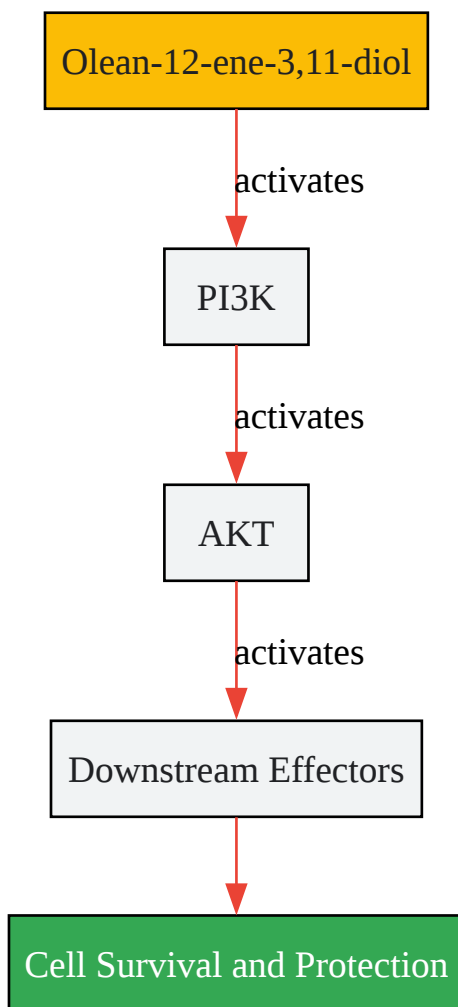 Olean-12-ene-3,11-diol
activates
PI3K
activates
AKT
activates
Downstream Effectors
Cell Survival and Protection